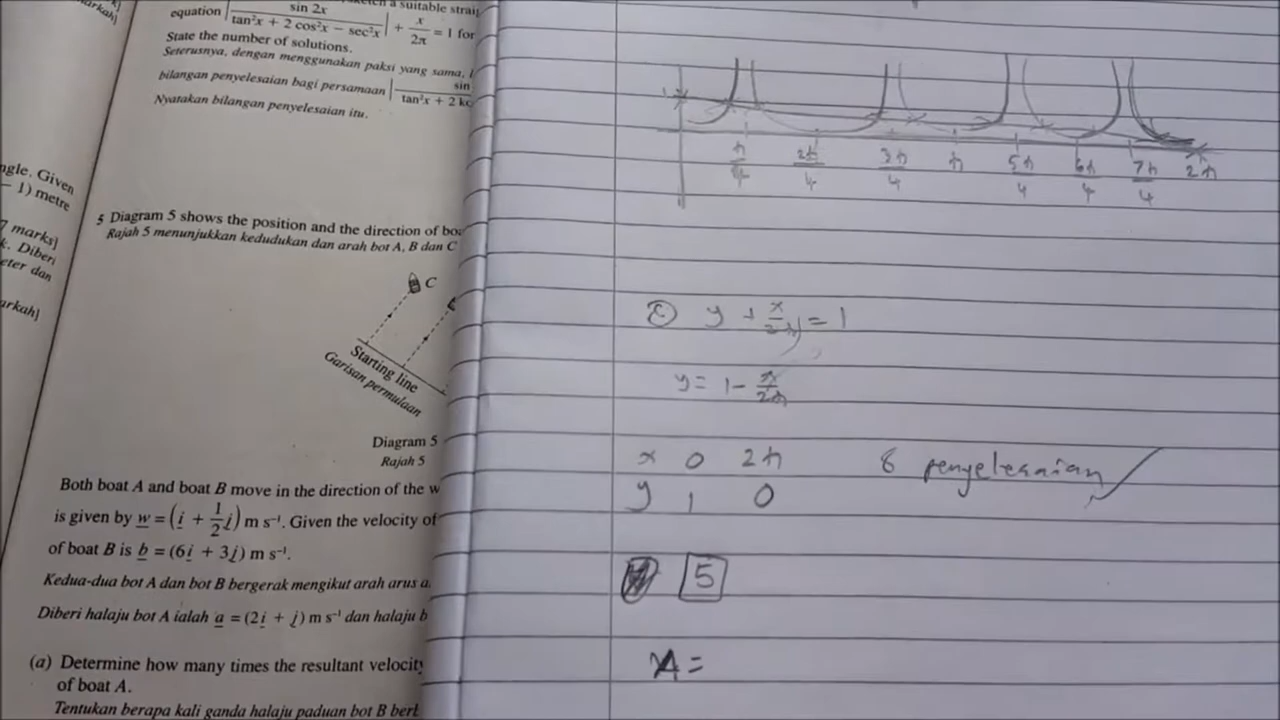 arkah]
equation | sin 2x / tan²x + 2 cos²x − sec²x | + x/2π = 1 for
State the number of solutions.
Seterusnya, dengan menggunakan paksi yang sama,
bilangan penyelesaian bagi persamaan | sin / tan²x + 2 ko
Nyatakan bilangan penyelesaian itu.
ngle. Given
− 1) metre
7 marks]
k. Diberi
eter dan
arkah]
5 Diagram 5 shows the position and the direction of bo
Rajah 5 menunjukkan kedudukan dan arah bot A, B dan C
C
Starting line
Garisan permulaan
Diagram 5
Rajah 5
Both boat A and boat B move in the direction of the w
is given by w = (i + 1/2 j) m s⁻¹. Given the velocity of
of boat B is b = (6i + 3j) m s⁻¹.
Kedua-dua bot A dan bot B bergerak mengikut arah arus a
Diberi halaju bot A ialah a = (2i + j) m s⁻¹ dan halaju b
(a) Determine how many times the resultant velocity
of boat A.
Tentukan berapa kali ganda halaju paduan bot B berb
1
π/4 2π/4 3π/4 π 5π/4 6π/4 7π/4 2π
c y + x/2π = 1
y = 1 − x/2π
x 0 2π
y 1 0
8 penyelesaian
5
A =